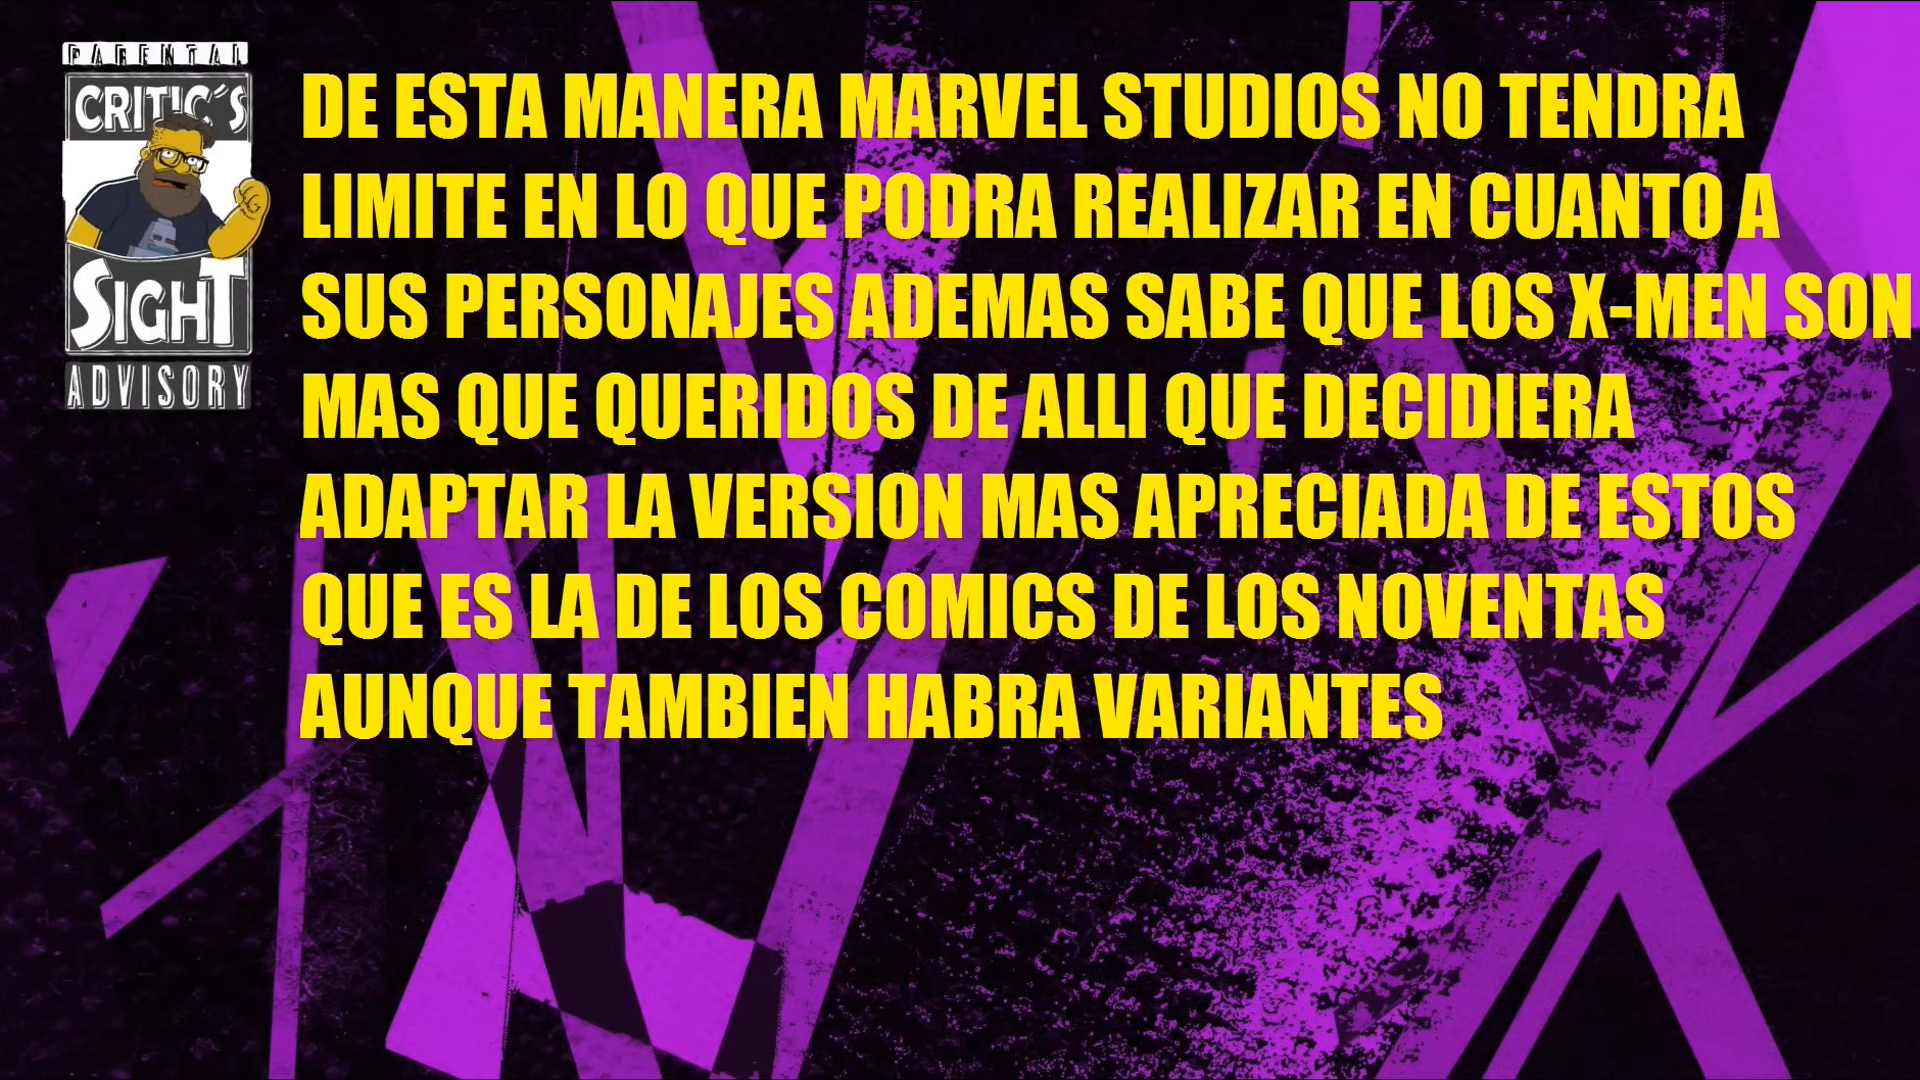 PARENTAL
CRITIC´S
SIGHT
ADVISORY
DE ESTA MANERA MARVEL STUDIOS NO TENDRA
LIMITE EN LO QUE PODRA REALIZAR EN CUANTO A
SUS PERSONAJES ADEMAS SABE QUE LOS X-MEN SON
MAS QUE QUERIDOS DE ALLI QUE DECIDIERA
ADAPTAR LA VERSION MAS APRECIADA DE ESTOS
QUE ES LA DE LOS COMICS DE LOS NOVENTAS
AUNQUE TAMBIEN HABRA VARIANTES